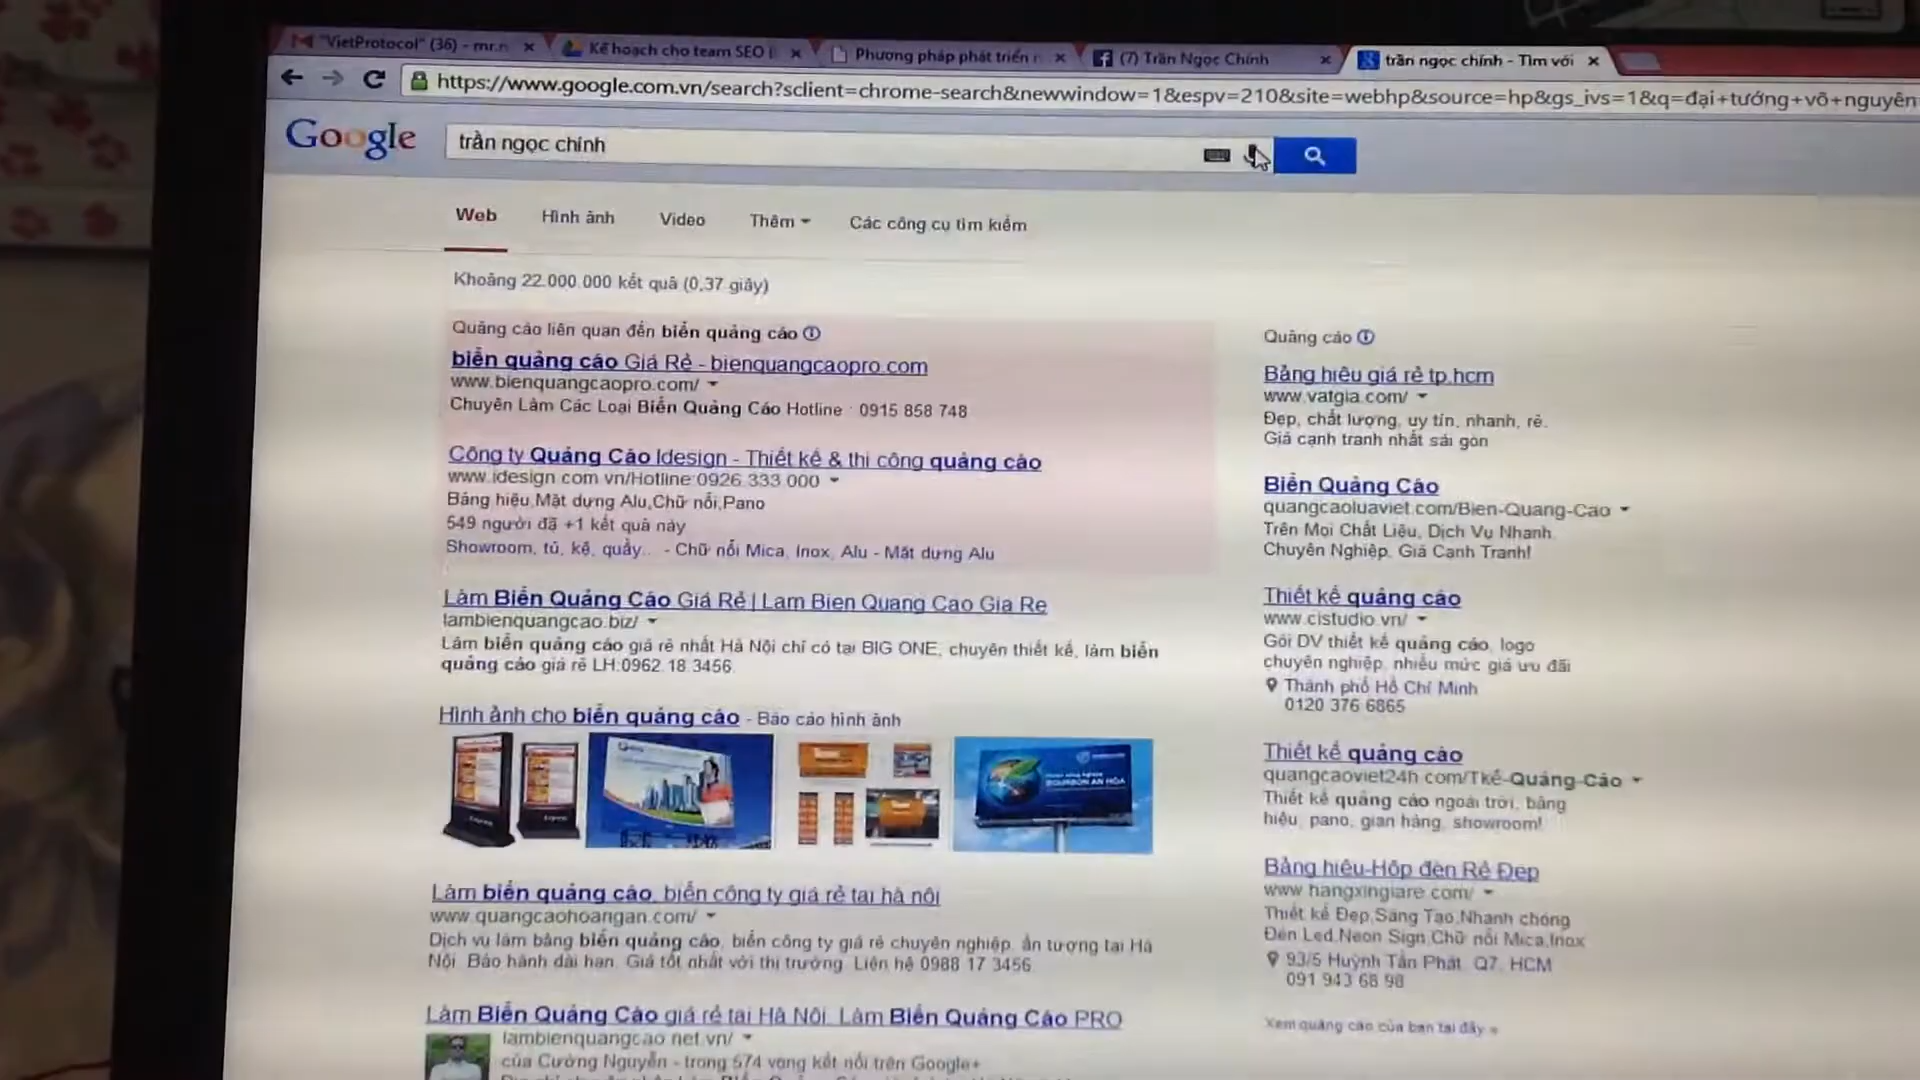 "VietProtocol" (36) - mr.n
Kế hoạch cho team SEO
Phương pháp phát triển
(7) Trần Ngọc Chính
trần ngọc chính - Tìm với
https://www.google.com.vn/search?sclient=chrome-search&newwindow=1&espv=210&site=webhp&source=hp&gs_ivs=1&q=đại+tướng+võ+nguyên
Google
trần ngọc chính
Web
Hình ảnh
Video
Thêm
Các công cụ tìm kiếm
Khoảng 22.000.000 kết quả (0,37 giây)
Quảng cáo liên quan đến biển quảng cáo
biển quảng cáo Giá Rẻ - bienquangcaopro.com
www.bienquangcaopro.com/
Chuyên Làm Các Loại Biển Quảng Cáo Hotline : 0915 858 748
Công ty Quảng Cáo Idesign - Thiết kế & thi công quảng cáo
www.idesign.com.vn/Hotline:0926.333.000
Bảng hiệu,Mặt dựng Alu,Chữ nổi,Pano
549 người đã +1 kết quả này
Showroom, tủ, kệ, quầy... - Chữ nổi Mica, Inox, Alu - Mặt dựng Alu
Làm Biển Quảng Cáo Giá Rẻ | Lam Bien Quang Cao Gia Re
lambienquangcao.biz/
Làm biển quảng cáo giá rẻ nhất Hà Nội chỉ có tại BIG ONE, chuyên thiết kế, làm biển
quảng cáo giá rẻ LH:0962.18.3456.
Hình ảnh cho biển quảng cáo - Báo cáo hình ảnh
BOURBON AN HÒA
Làm biển quảng cáo, biển công ty giá rẻ tại hà nội
www.quangcaohoangan.com/
Dịch vụ làm bảng biển quảng cáo, biển công ty giá rẻ chuyên nghiệp, ấn tượng tại Hà
Nội. Bảo hành dài hạn. Giá tốt nhất với thị trường. Liên hệ 0988 17 3456.
Làm Biển Quảng Cáo giá rẻ tại Hà Nội, Làm Biển Quảng Cáo PRO
lambienquangcao.net.vn/
của Cường Nguyễn - trong 574 vòng kết nối trên Google+
Quảng cáo
Bảng hiệu giá rẻ tp.hcm
www.vatgia.com/
Đẹp, chất lượng, uy tín, nhanh, rẻ.
Giá cạnh tranh nhất sài gòn
Biển Quảng Cáo
quangcaoluaviet.com/Bien-Quang-Cao
Trên Mọi Chất Liệu, Dịch Vụ Nhanh
Chuyên Nghiệp, Giá Cạnh Tranh!
Thiết kế quảng cáo
www.cistudio.vn/
Gói DV thiết kế quảng cáo, logo
chuyên nghiệp, nhiều mức giá ưu đãi
Thành phố Hồ Chí Minh
0120 376 6865
Thiết kế quảng cáo
quangcaoviet24h.com/Tkế-Quảng-Cáo
Thiết kế quảng cáo ngoài trời, bảng
hiệu, pano, gian hàng, showroom!
Bảng hiệu-Hộp đèn Rẻ Đẹp
www.hangxingiare.com/
Thiết kế Đẹp,Sáng Tạo,Nhanh chóng
Đèn Led,Neon Sign,Chữ nổi Mica,Inox
93/5 Huỳnh Tấn Phát, Q7, HCM
091 943 68 98
Xem quảng cáo của bạn tại đây »